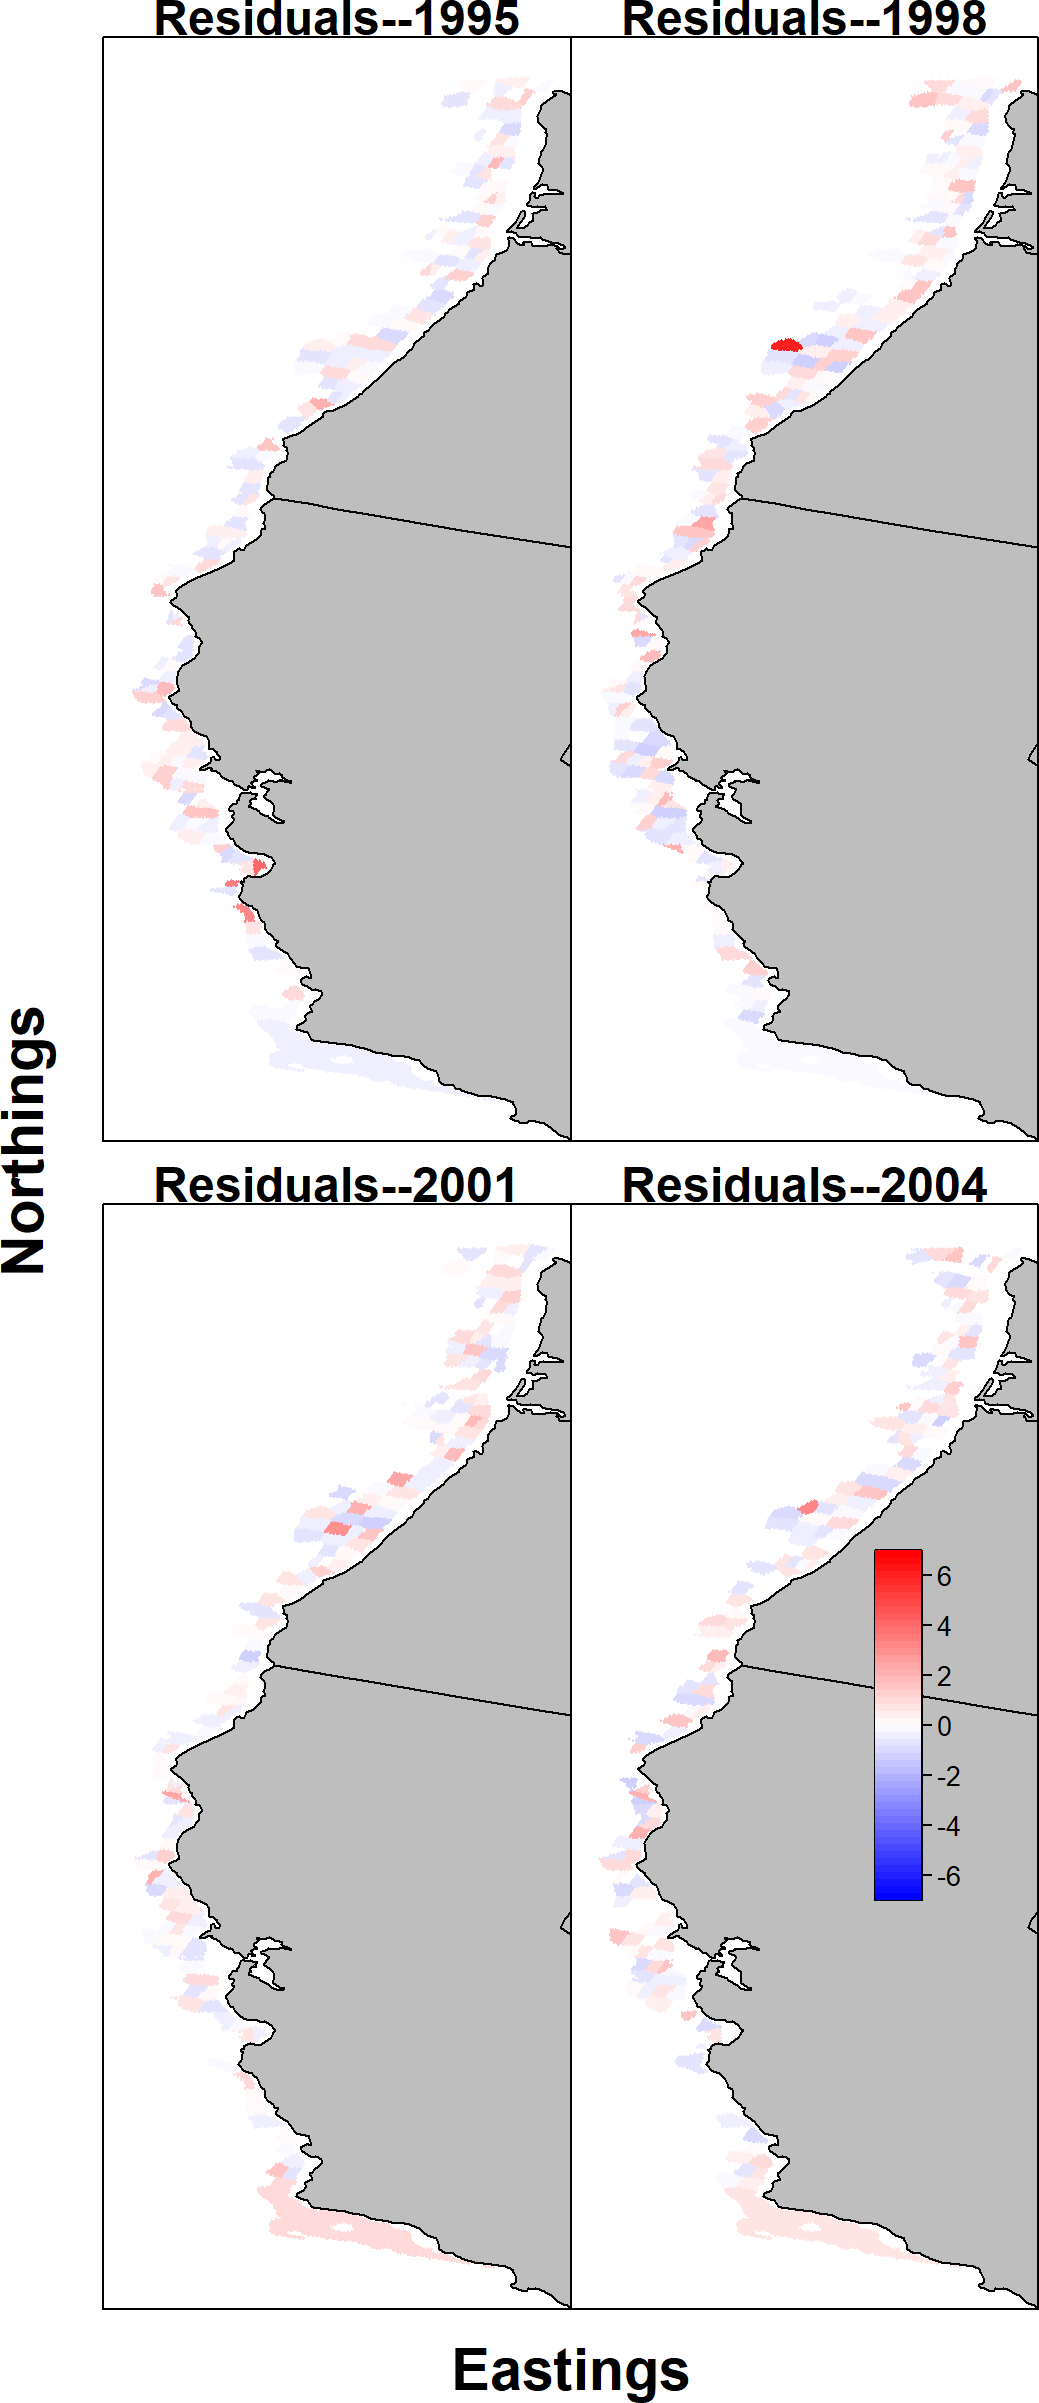 Residuals--1995
Residuals--1998
Northings
Residuals--2001
Residuals--2004
6
4
2
0
-2
-4
-6
Eastings